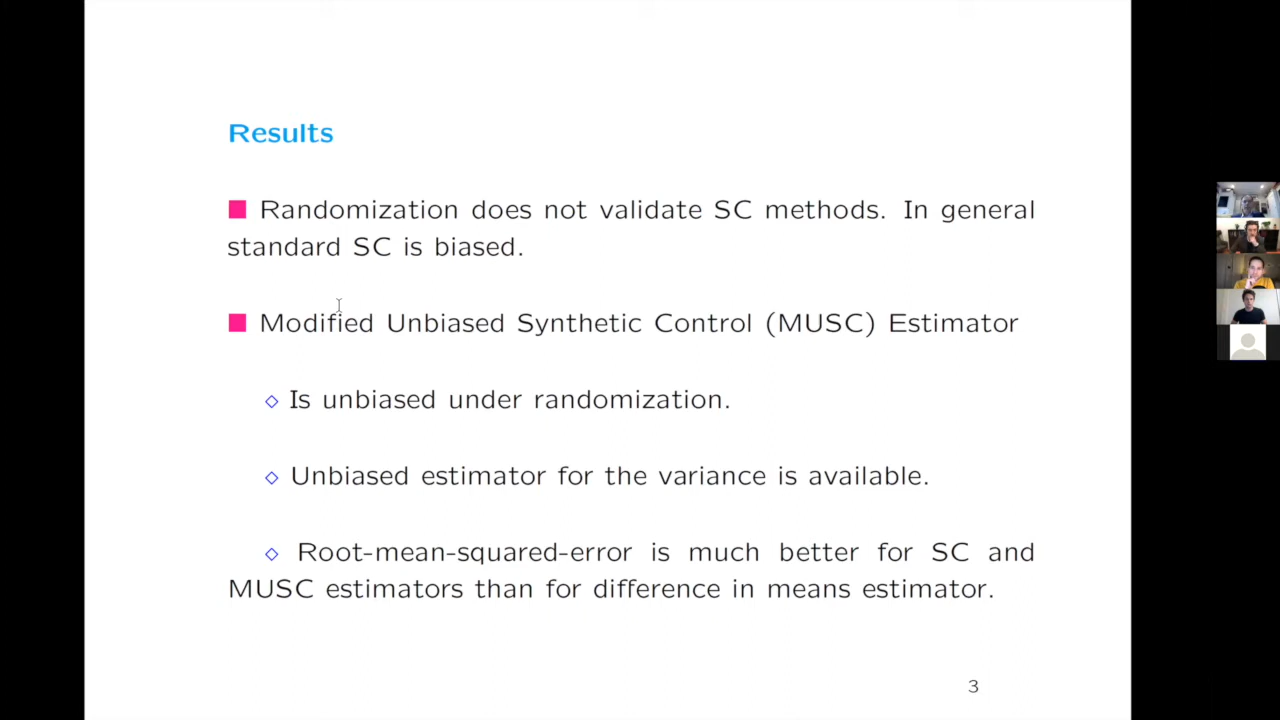 Results
Randomization does not validate SC methods. In general
standard SC is biased.
Modified Unbiased Synthetic Control (MUSC) Estimator
Is unbiased under randomization.
Unbiased estimator for the variance is available.
Root-mean-squared-error is much better for SC and
MUSC estimators than for difference in means estimator.
3